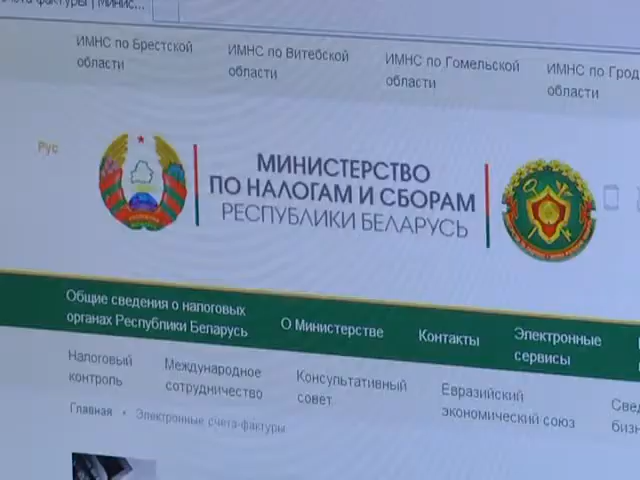 ИМНС по Брестской
области
ИМНС по Витебской
области
ИМНС по Гомельской
области
ИМНС по Грод
области
Рус
МИНИСТЕРСТВО
ПО НАЛОГАМ И СБОРАМ
РЕСПУБЛИКИ БЕЛАРУСЬ
Общие сведения о налоговых
органах Республики Беларусь
О Министерстве
Контакты
Электронные
сервисы
Налоговый
контроль
Международное
сотрудничество
Консультативный
совет
Евразийский
экономический союз
Свед
бизн
Главная • Электронные счета-фактуры